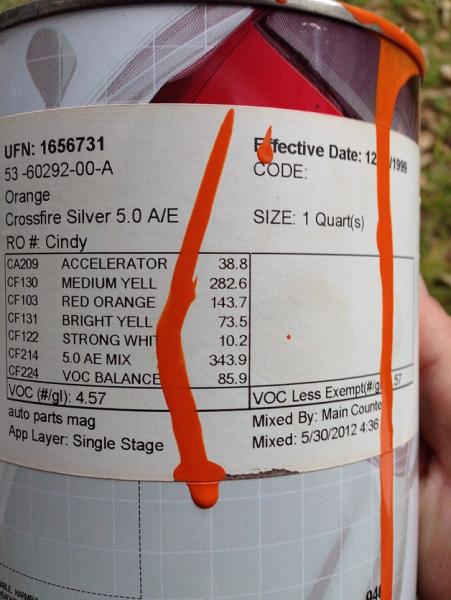 UFN: 1656731
53 -60292-00-A
Orange
Crossfire Silver 5.0 A/E
RO #: Cindy
Effective Date: 12 /1999
CODE:
SIZE: 1 Quart(s)
CA209 ACCELERATOR 38.8
CF130 MEDIUM YELL 282.6
CF103 RED ORANGE 143.7
CF131 BRIGHT YELL 73.5
CF122 STRONG WHIT 10.2
CF214 5.0 AE MIX 343.9
CF224 VOC BALANCE 85.9
VOC (#/gl): 4.57
VOC Less Exempt(#/g 57
auto parts mag
App Layer: Single Stage
Mixed By: Main Counte
Mixed: 5/30/2012 4:36